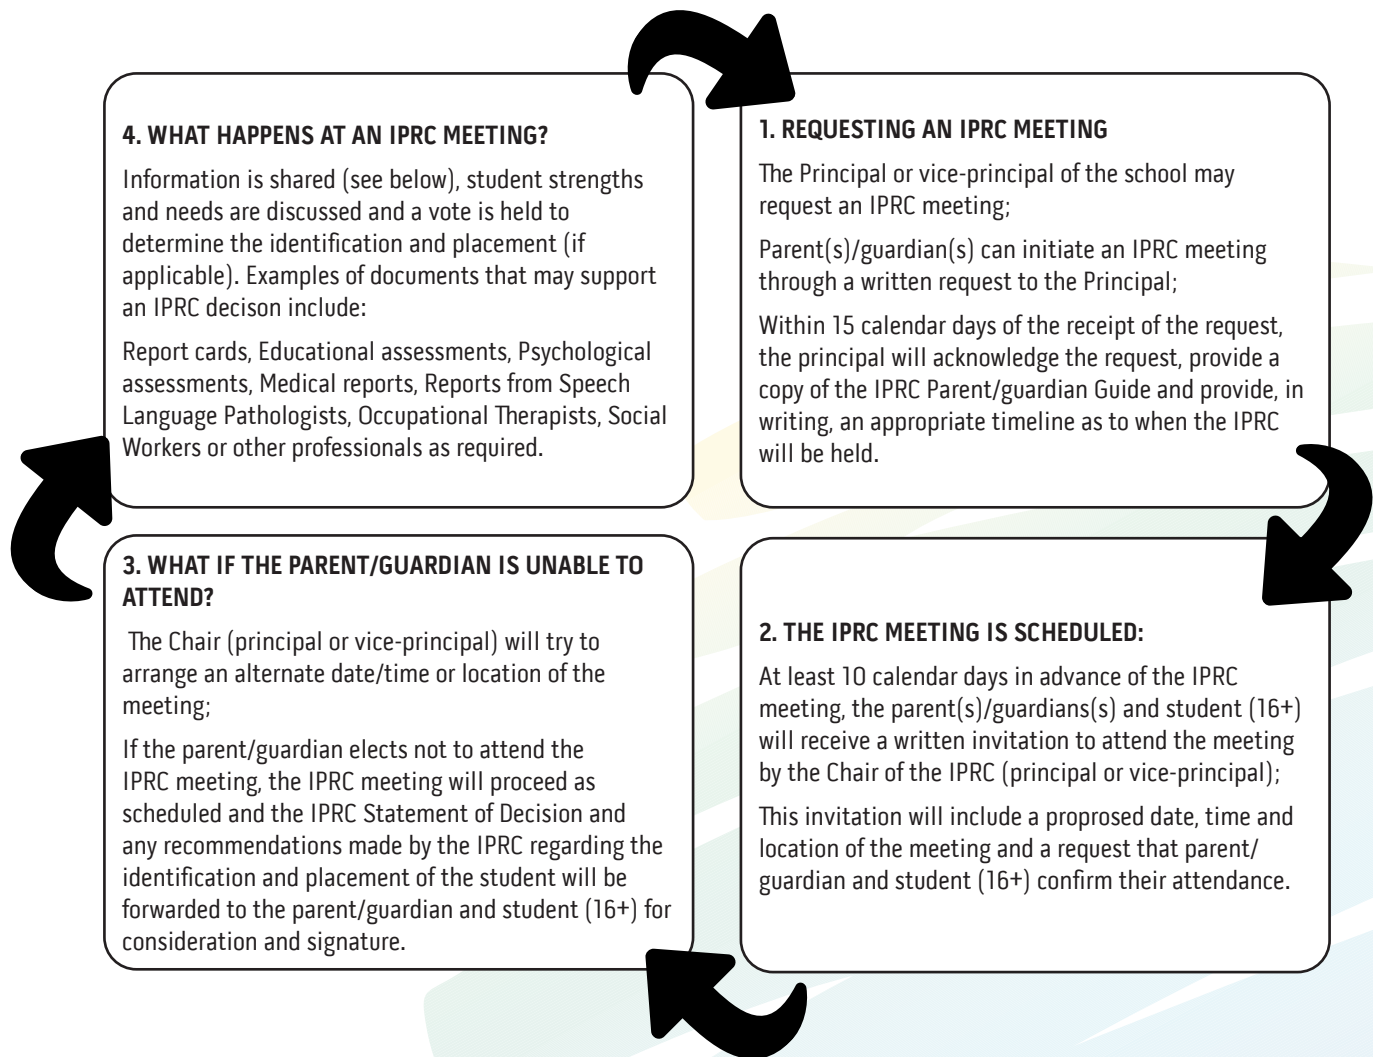 4. WHAT HAPPENS AT AN IPRC MEETING?
Information is shared (see below), student strengths
and needs are discussed and a vote is held to
determine the identification and placement (if
applicable). Examples of documents that may support
an IPRC decison include:
Report cards, Educational assessments, Psychological
assessments, Medical reports, Reports from Speech
Language Pathologists, Occupational Therapists, Social
Workers or other professionals as required.
1. REQUESTING AN IPRC MEETING
The Principal or vice-principal of the school may
request an IPRC meeting;
Parent(s)/guardian(s) can initiate an IPRC meeting
through a written request to the Principal;
Within 15 calendar days of the receipt of the request,
the principal will acknowledge the request, provide a
copy of the IPRC Parent/guardian Guide and provide, in
writing, an appropriate timeline as to when the IPRC
will be held.
3. WHAT IF THE PARENT/GUARDIAN IS UNABLE TO
ATTEND?
The Chair (principal or vice-principal) will try to
arrange an alternate date/time or location of the
meeting;
If the parent/guardian elects not to attend the
IPRC meeting, the IPRC meeting will proceed as
scheduled and the IPRC Statement of Decision and
any recommendations made by the IPRC regarding the
identification and placement of the student will be
forwarded to the parent/guardian and student (16+) for
consideration and signature.
2. THE IPRC MEETING IS SCHEDULED:
At least 10 calendar days in advance of the IPRC
meeting, the parent(s)/guardians(s) and student (16+)
will receive a written invitation to attend the meeting
by the Chair of the IPRC (principal or vice-principal);
This invitation will include a proprosed date, time and
location of the meeting and a request that parent/
guardian and student (16+) confirm their attendance.